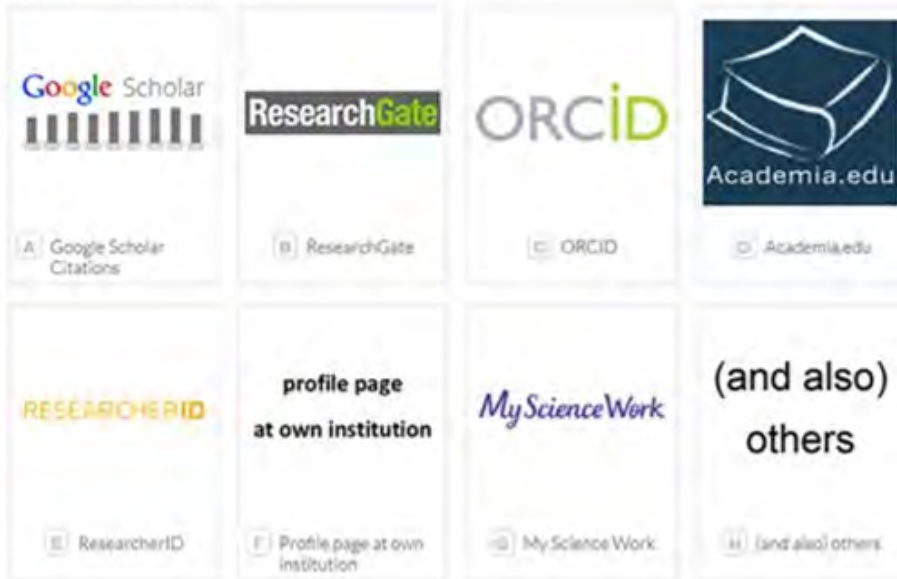 Google Scholar
ResearchGate
ORCiD
Academia.edu
A Google Scholar
Citations
B ResearchGate
C ORCID
D Academia.edu
RESEARCHERID
profile page
at own institution
MyScienceWork
(and also)
others
E ResearcherID
F Profile page at own
institution
G My Science Work
H (and also) others